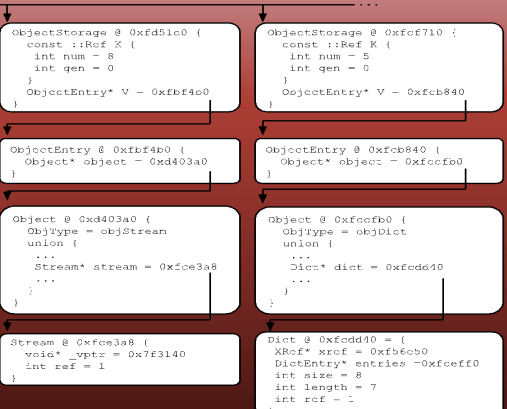 ...
ObjectStorage @ 0xfd51c0 {
const ::Ref K {
int num = 8
int gen = 0
}
ObjectEntry* V = 0xfbf4b0
}
ObjectEntry @ 0xfbf4b0 {
Object* object = 0xd403a0
}
Object @ 0xd403a0 {
ObjType = objStream
union {
...
Stream* stream = 0xfce3a8
...
}
}
Stream @ 0xfce3a8 {
void* _vptr = 0x7f3140
int ref = 1
}
ObjectStorage @ 0xfcf710 {
const ::Ref K {
int num = 5
int gen = 0
}
ObjectEntry* V = 0xfcb840
}
ObjectEntry @ 0xfcb840 {
Object* object = 0xfccfb0
}
Object @ 0xfccfb0 {
ObjType = objDict
union {
...
Dict* dict = 0xfcdd40
...
}
}
Dict @ 0xfcdd40 = {
XRef* xref =
DictEntry* entries =0xfceff0
int size = 8
int length = 7
int ref = 1
}